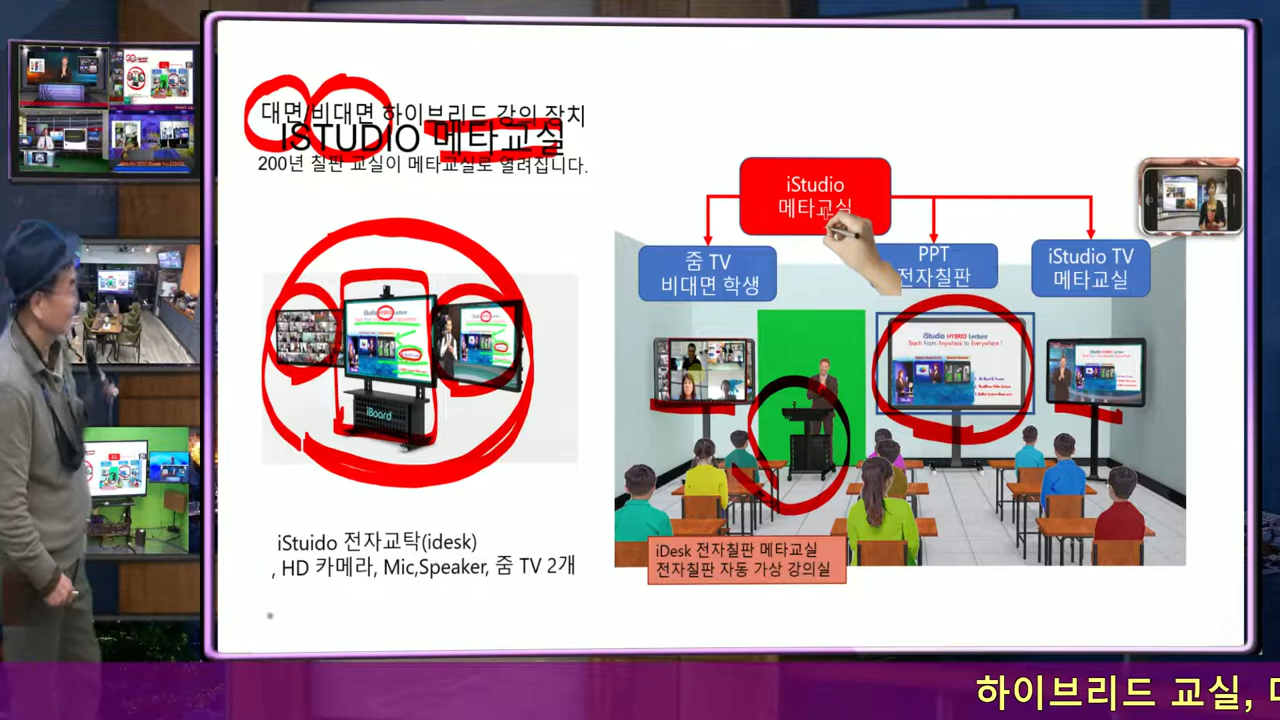 대면/비대면 하이브리드 강의 장치
ISTUDIO 메타교실
200년 칠판 교실이 메타교실로 열려집니다.
iStudio
메타교실
줌 TV
비대면 학생
PPT
전자칠판
iStudio TV
메타교실
iStudio HYBRID Lecture
Teach From Anywhere to Everywhere !
iBoard
iDesk 전자칠판 메타교실
전자칠판 자동 가상 강의실
iStuido 전자교탁(idesk)
, HD 카메라, Mic,Speaker, 줌 TV 2개
하이브리드 교실,